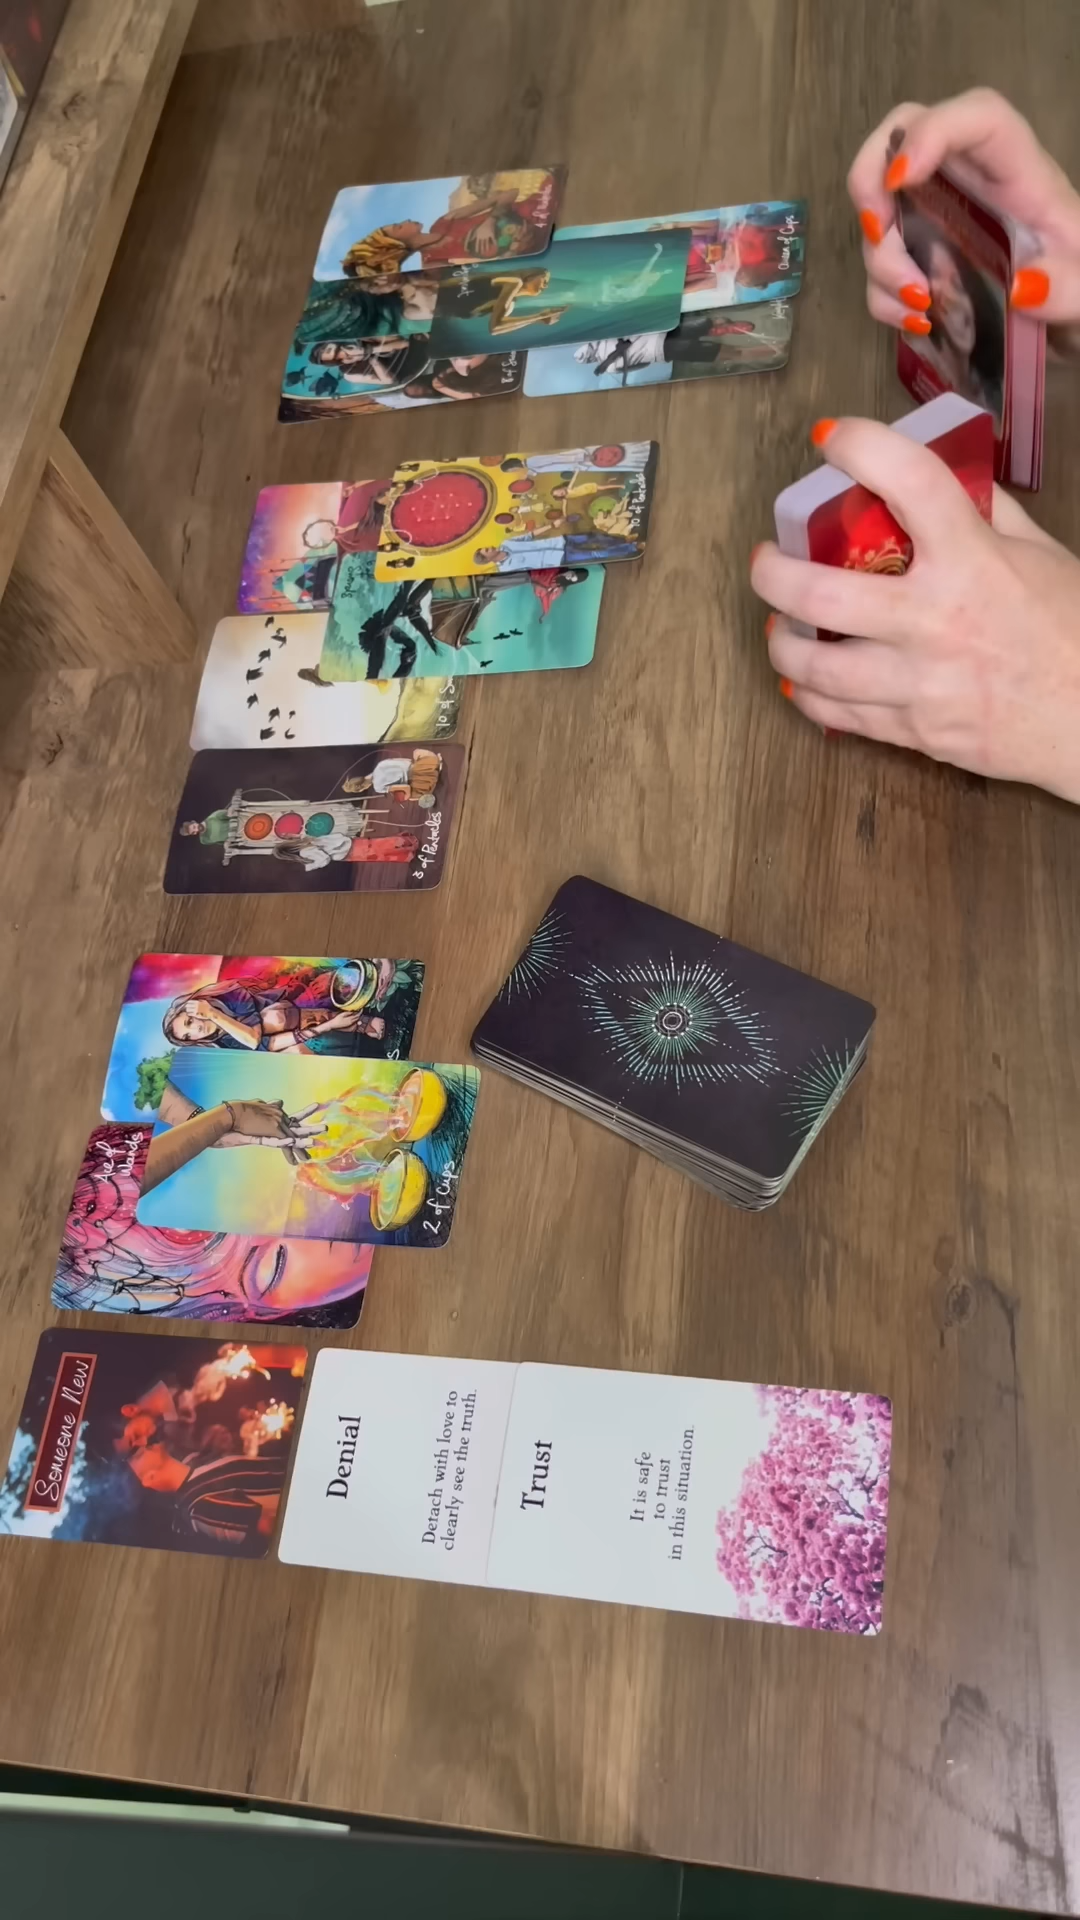 4 of Pentacles
Queen of Cups
8 of
10 of Pentacles
10 of
3 of Pentacles
Ace of
Wands
2 of Cups
Someone New
Denial
Detach with love to
clearly see the truth.
Trust
It is safe
to trust
in this situation.